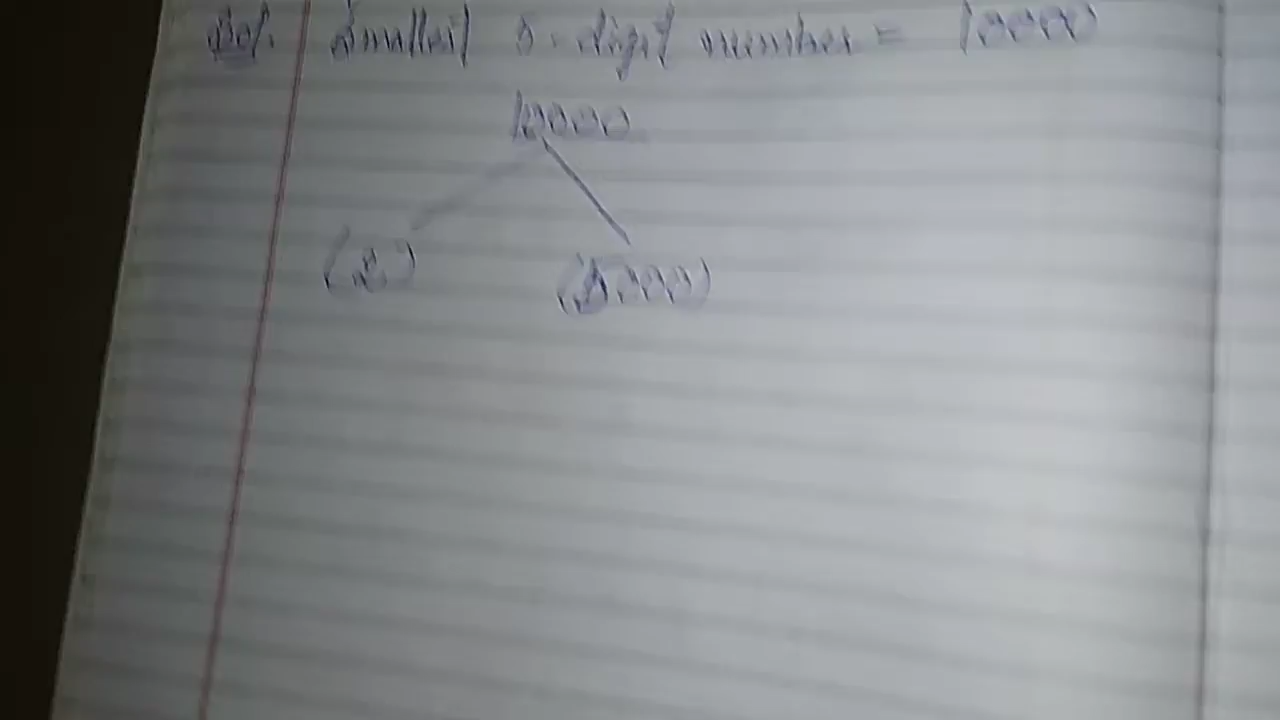 Sol. Smallest 5-digit number = 10000
10000
(2) (5000)